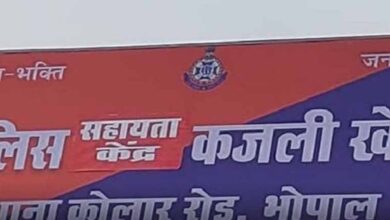 -भक्ति जन
लिस सहायता केंद्र कजली खे
थाना कोलार रोड, भोपाल